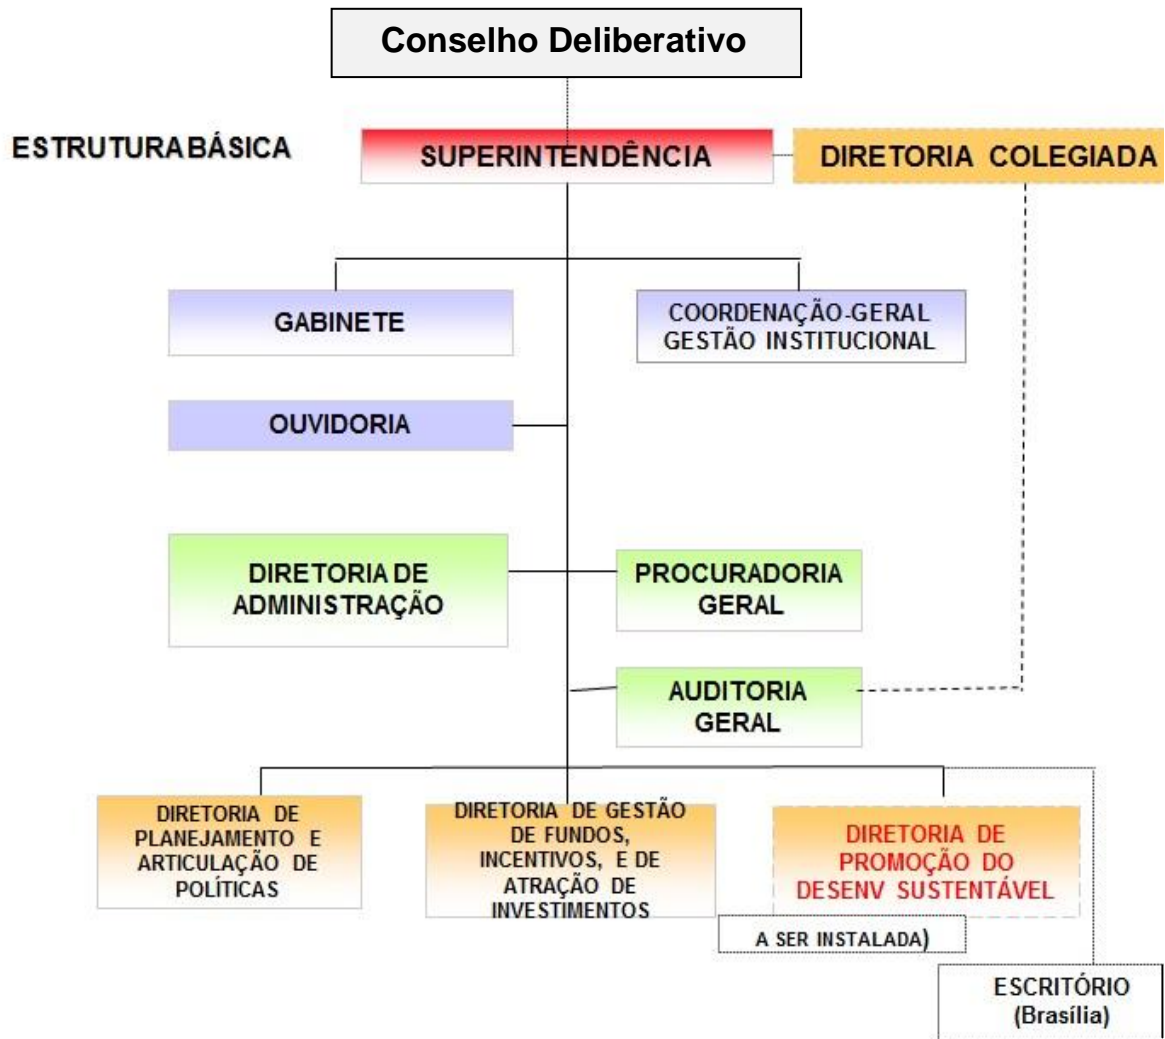 Conselho Deliberativo
ESTRUTURA BÁSICA
SUPERINTENDÊNCIA
DIRETORIA COLEGIADA
GABINETE
COORDENAÇÃO-GERAL
GESTÃO INSTITUCIONAL
OUVIDORIA
DIRETORIA DE
ADMINISTRAÇÃO
PROCURADORIA
GERAL
AUDITORIA
GERAL
DIRETORIA DE
PLANEJAMENTO E
ARTICULAÇÃO DE
POLÍTICAS
DIRETORIA DE GESTÃO
DE FUNDOS,
INCENTIVOS, E DE
ATRAÇÃO DE
INVESTIMENTOS
DIRETORIA DE
PROMOÇÃO DO
DESENV SUSTENTÁVEL
A SER INSTALADA)
ESCRITÓRIO
(Brasília)